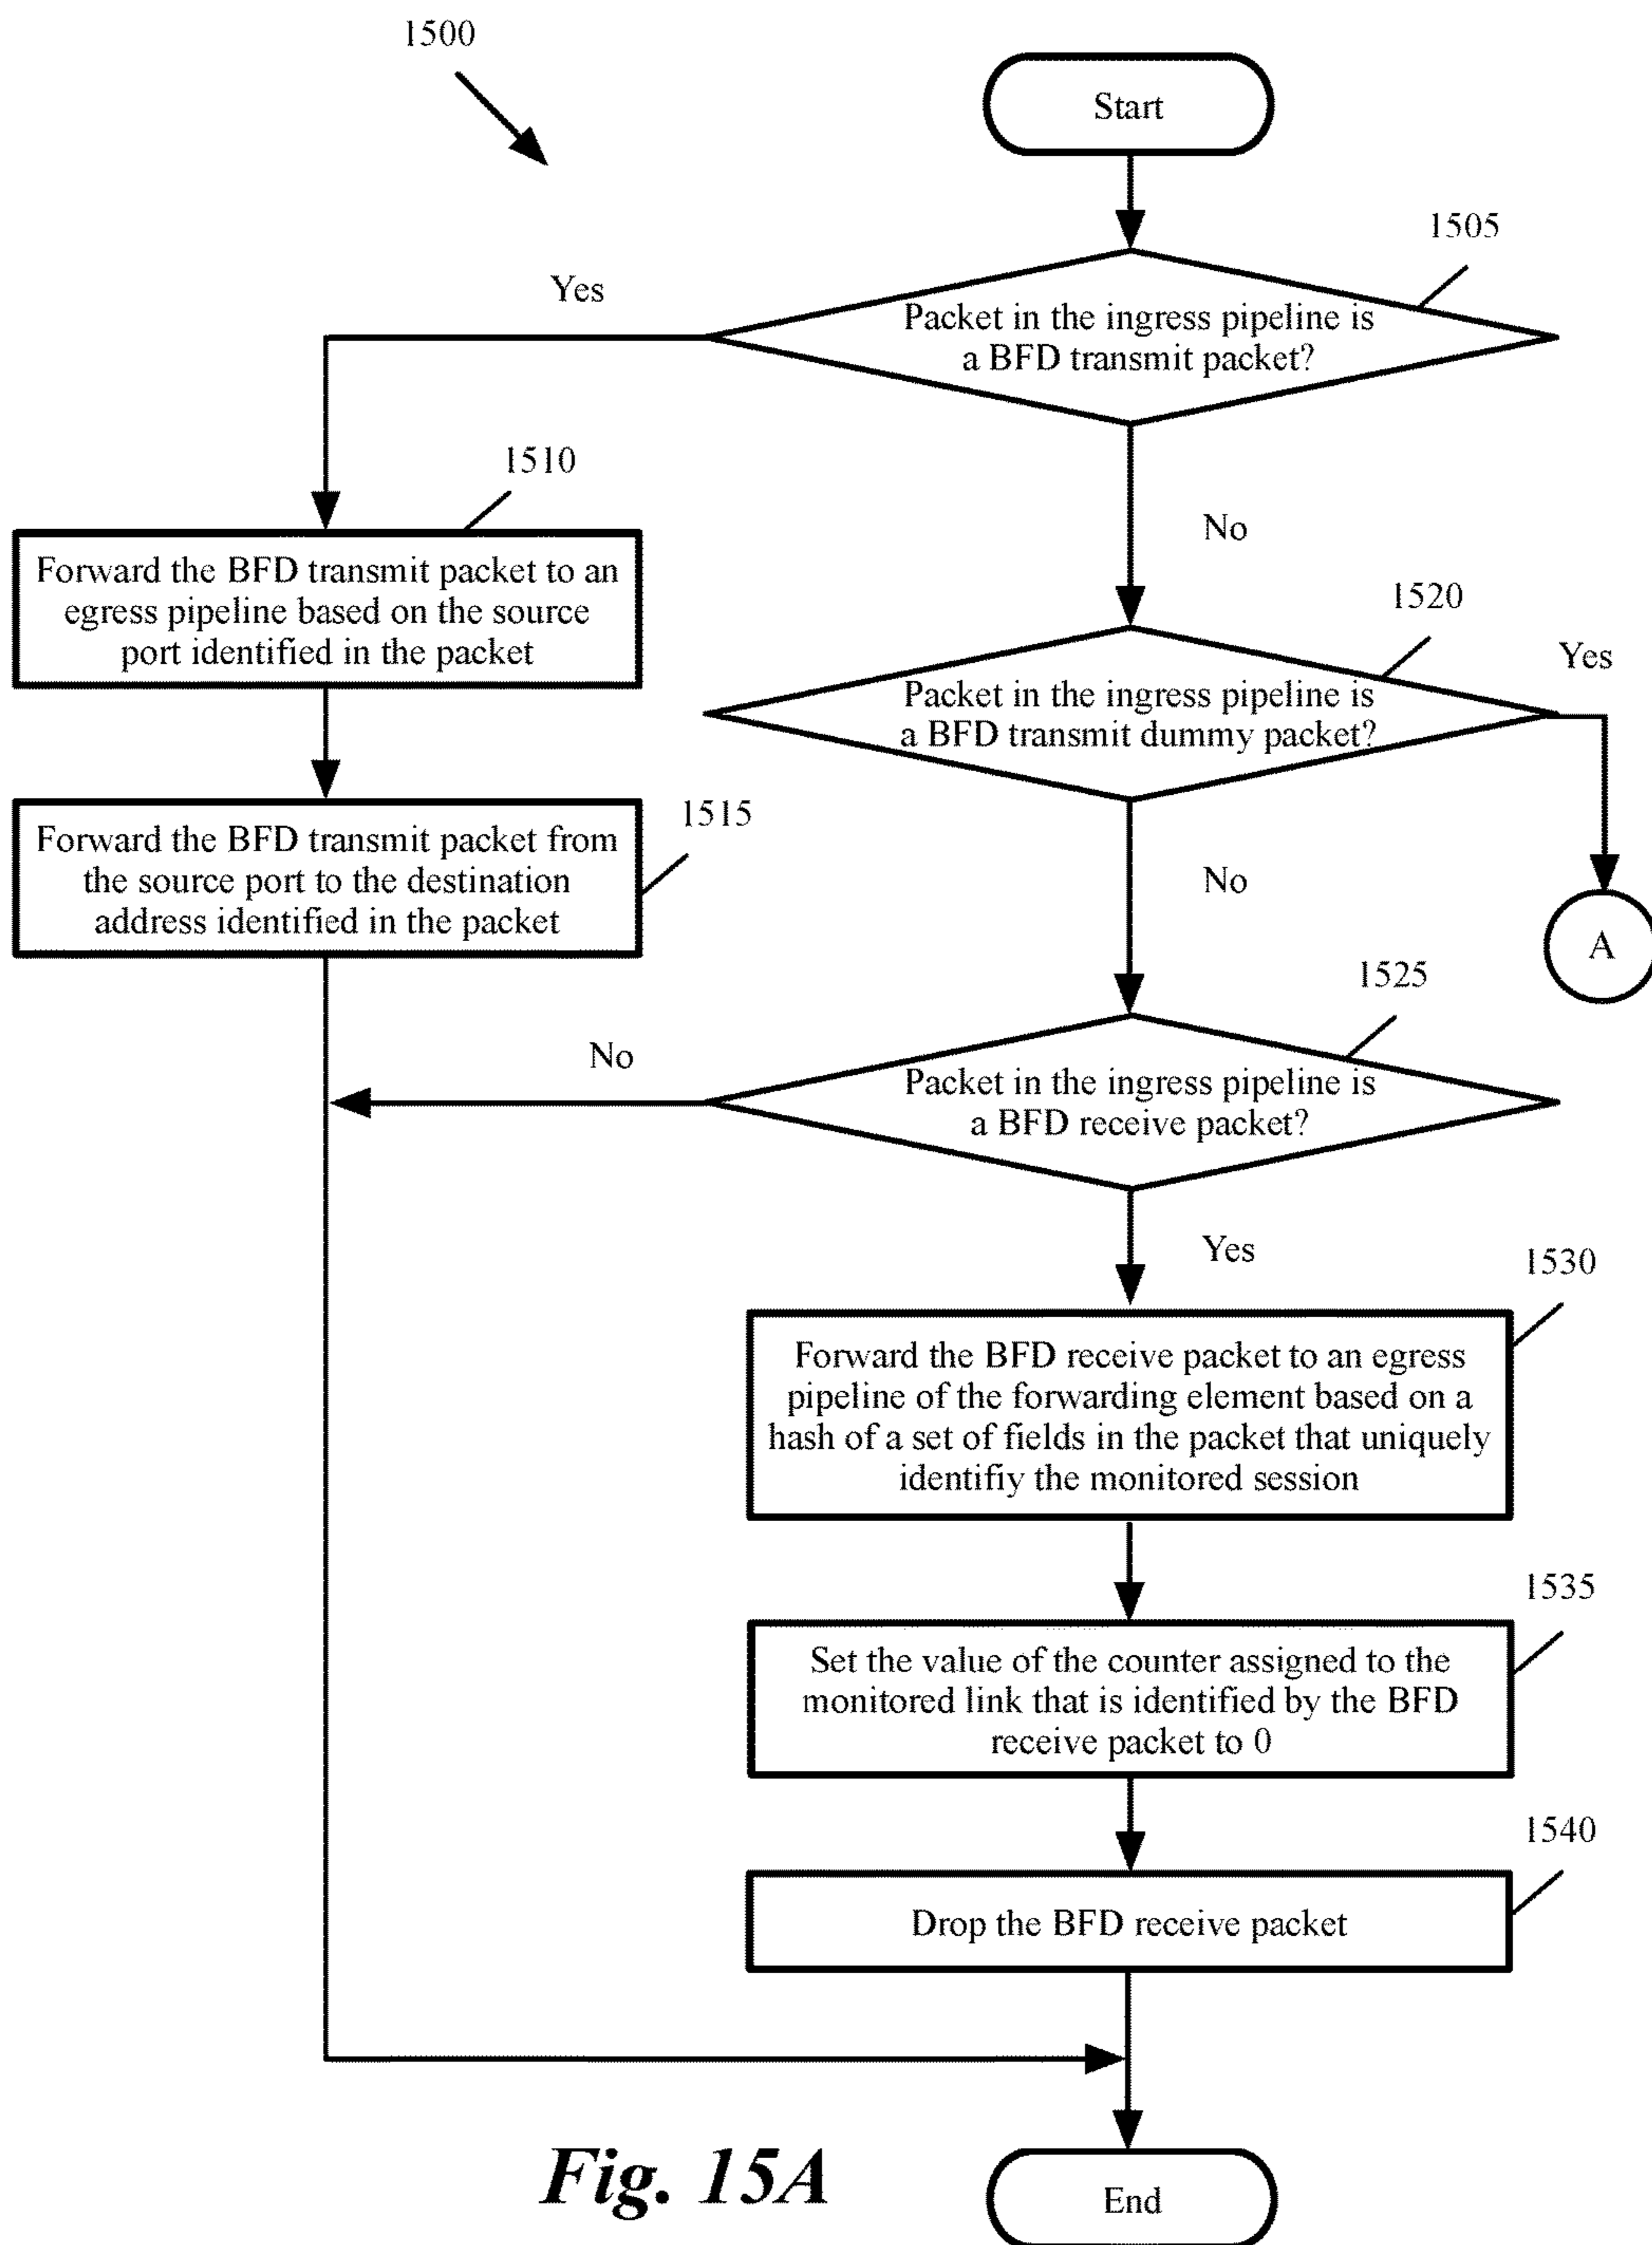 1500
Start
1505
Yes
Packet in the ingress pipeline is
a BFD transmit packet?
1510
No
Forward the BFD transmit packet to an
egress pipeline based on the source
port identified in the packet
1520
Yes
Packet in the ingress pipeline is
a BFD transmit dummy packet?
1515
Forward the BFD transmit packet from
the source port to the destination
address identified in the packet
No
A
1525
No
Packet in the ingress pipeline is
a BFD receive packet?
Yes
1530
Forward the BFD receive packet to an egress
pipeline of the forwarding element based on a
hash of a set of fields in the packet that uniquely
identifiy the monitored session
1535
Set the value of the counter assigned to the
monitored link that is identified by the BFD
receive packet to 0
1540
Drop the BFD receive packet
Fig. 15A
End